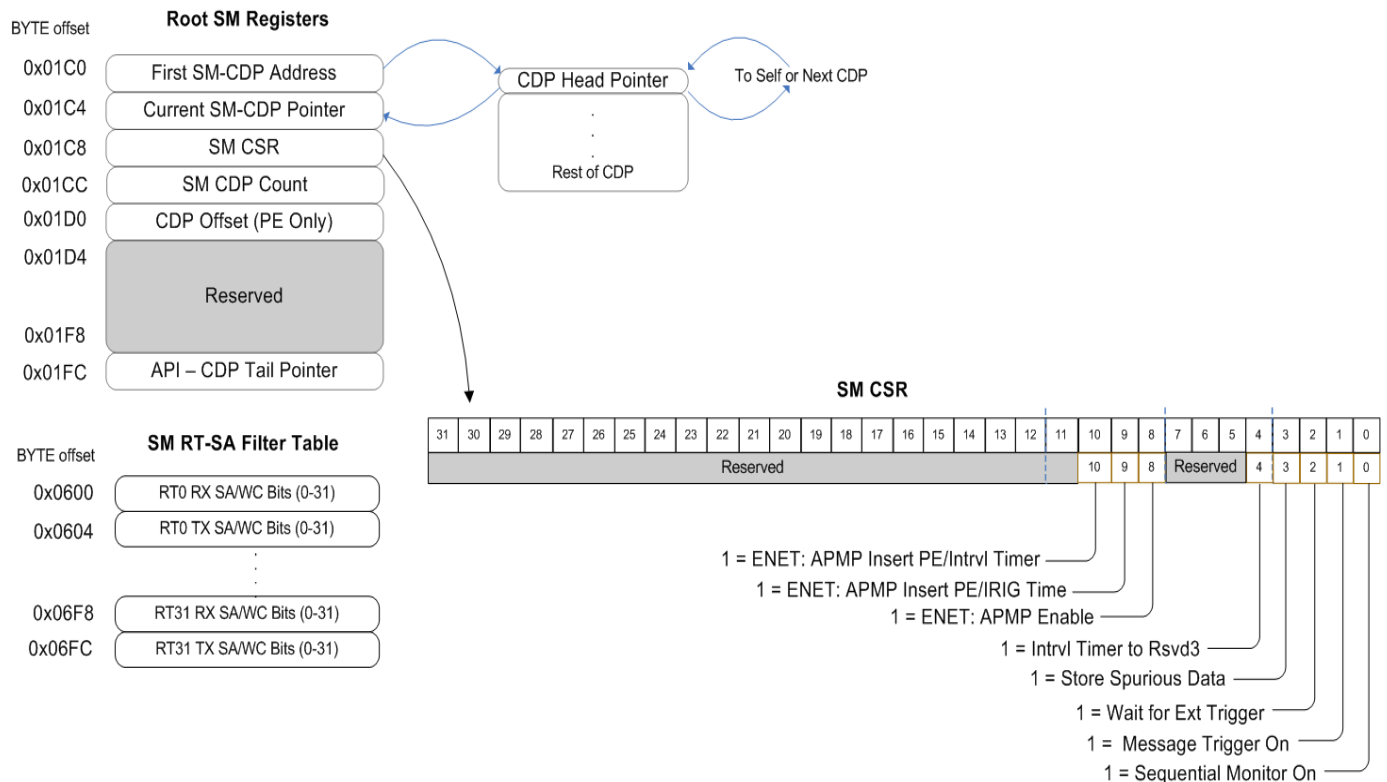 Root SM Registers
BYTE offset
0x01C0 First SM-CDP Address
0x01C4 Current SM-CDP Pointer
0x01C8 SM CSR
0x01CC SM CDP Count
0x01D0 CDP Offset (PE Only)
0x01D4
Reserved
0x01F8
0x01FC API – CDP Tail Pointer
CDP Head Pointer
.
.
.
Rest of CDP
To Self or Next CDP
SM RT-SA Filter Table
BYTE offset
0x0600 RT0 RX SA/WC Bits (0-31)
0x0604 RT0 TX SA/WC Bits (0-31)
.
.
.
0x06F8 RT31 RX SA/WC Bits (0-31)
0x06FC RT31 TX SA/WC Bits (0-31)
SM CSR
31 30 29 28 27 26 25 24 23 22 21 20 19 18 17 16 15 14 13 12 11 10 9 8 7 6 5 4 3 2 1 0
Reserved 10 9 8 Reserved 4 3 2 1 0
1 = ENET: APMP Insert PE/Intrvl Timer
1 = ENET: APMP Insert PE/IRIG Time
1 = ENET: APMP Enable
1 = Intrvl Timer to Rsvd3
1 = Store Spurious Data
1 = Wait for Ext Trigger
1 = Message Trigger On
1 = Sequential Monitor On